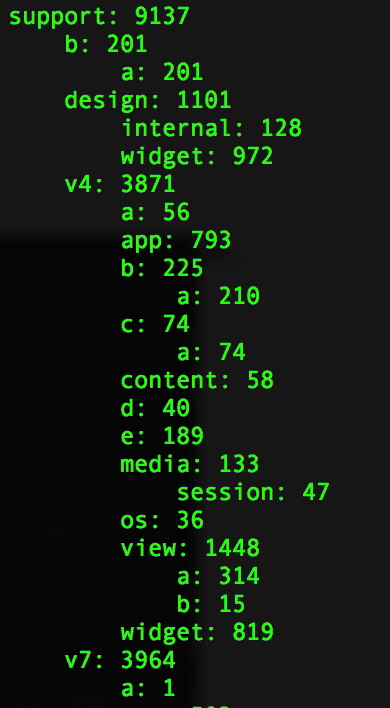 support: 9137
b: 201
a: 201
design: 1101
internal: 128
widget: 972
v4: 3871
a: 56
app: 793
b: 225
a: 210
c: 74
a: 74
content: 58
d: 40
e: 189
media: 133
session: 47
os: 36
view: 1448
a: 314
b: 15
widget: 819
v7: 3964
a: 1